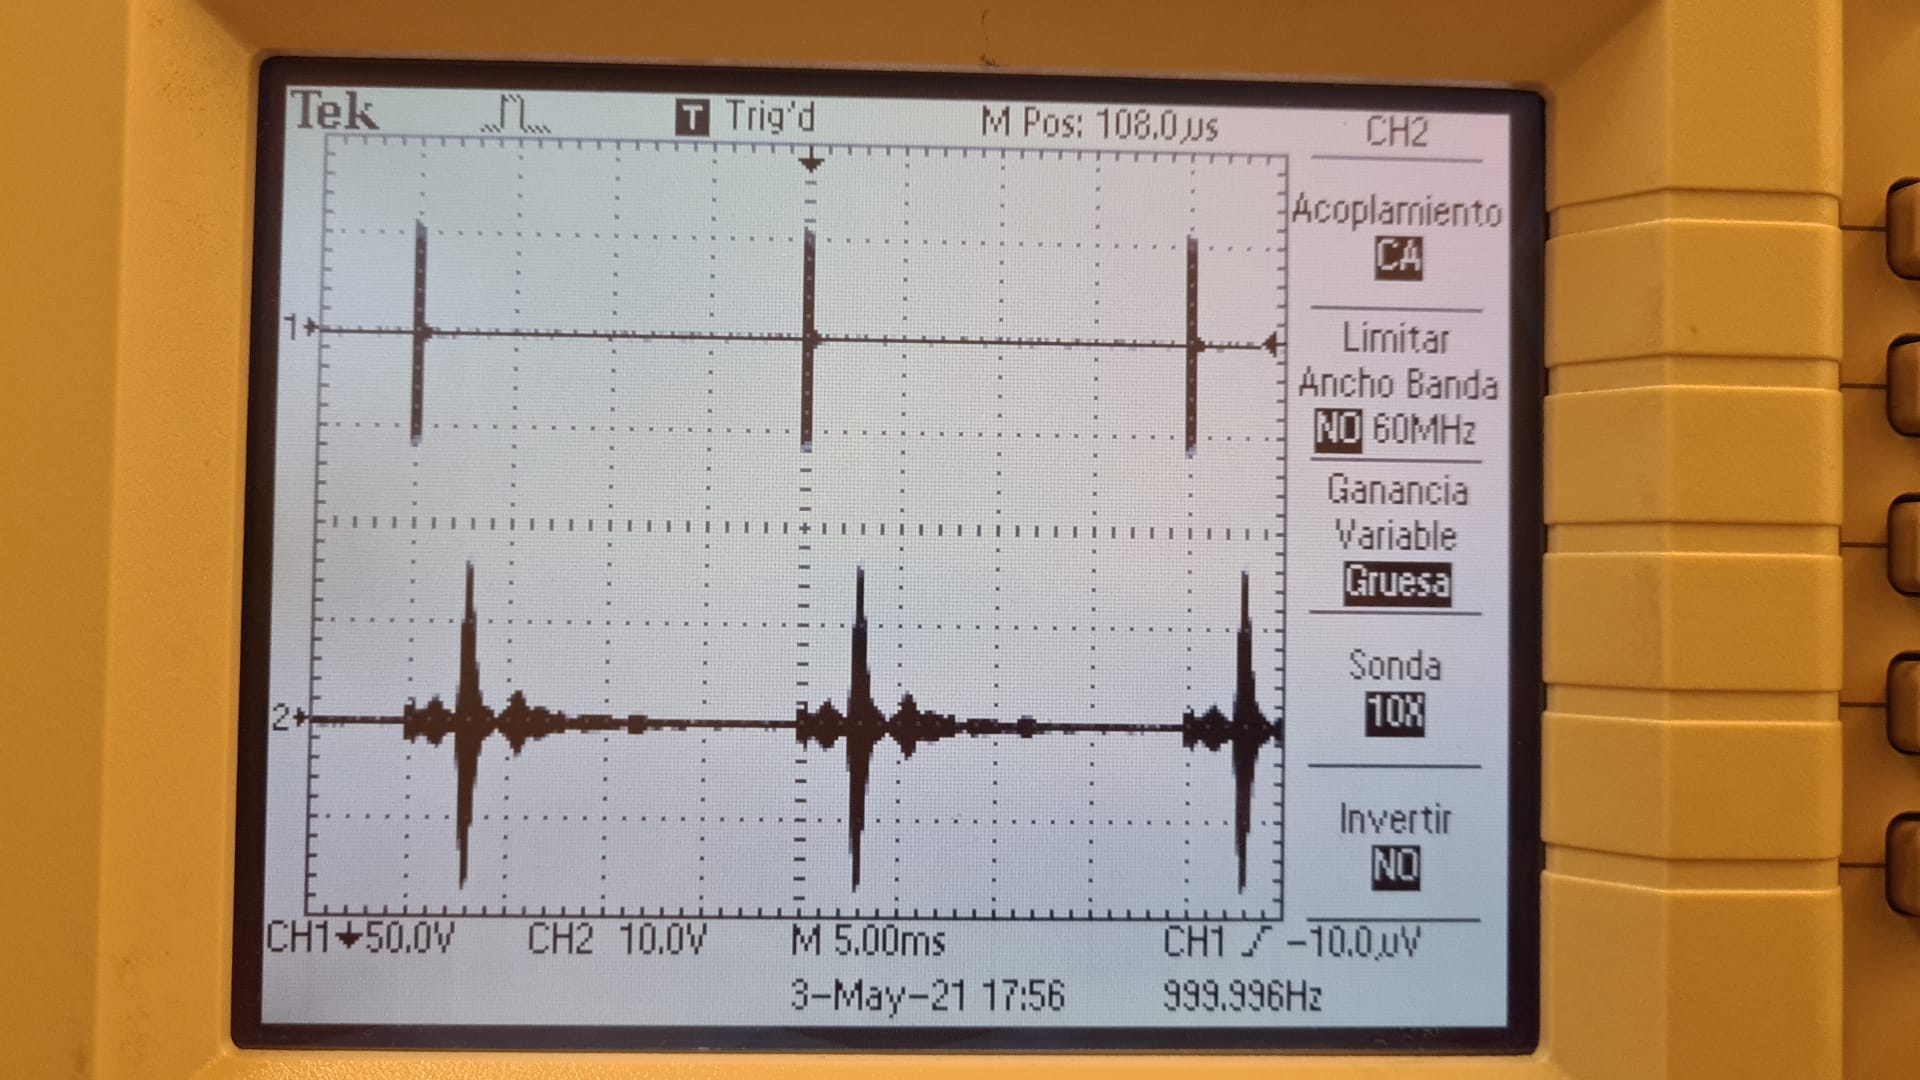 Tek T Trig'd M Pos: 108.0µs CH2
Acoplamiento
CA
1
Limitar
Ancho Banda
NO 60MHz
Ganancia
Variable
Gruesa
Sonda
10X
2
Invertir
NO
CH1 50.0V CH2 10.0V M 5.00ms CH1 -10.0µV
3-May-21 17:56 999.996Hz